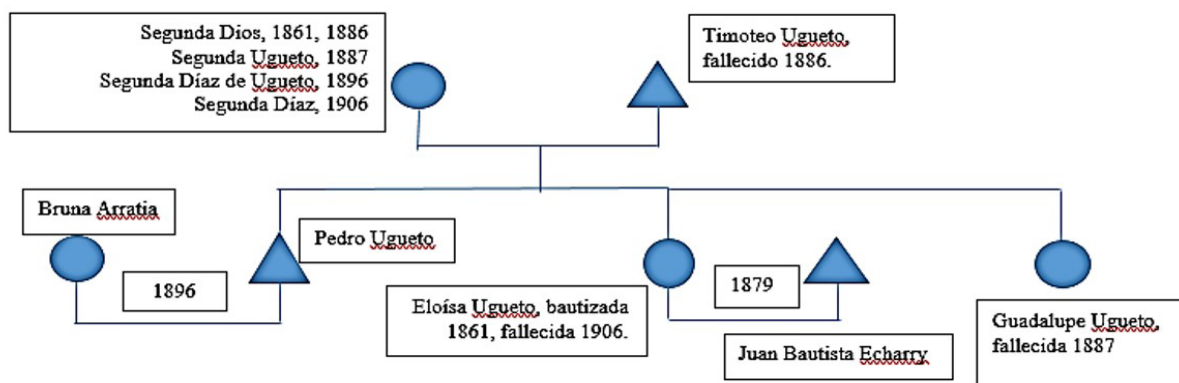 Segunda Dios, 1861, 1886
Segunda Ugueto, 1887
Segunda Díaz de Ugueto, 1896
Segunda Díaz, 1906
Timoteo Ugueto,
fallecido 1886.
Bruna Arratia
Pedro Ugueto
1896
Eloísa Ugueto, bautizada
1861, fallecida 1906.
1879
Juan Bautista Echarry
Guadalupe Ugueto,
fallecida 1887